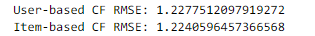 User-based CF RMSE: 1.2277512097919272
Item-based CF RMSE: 1.2240596457366568